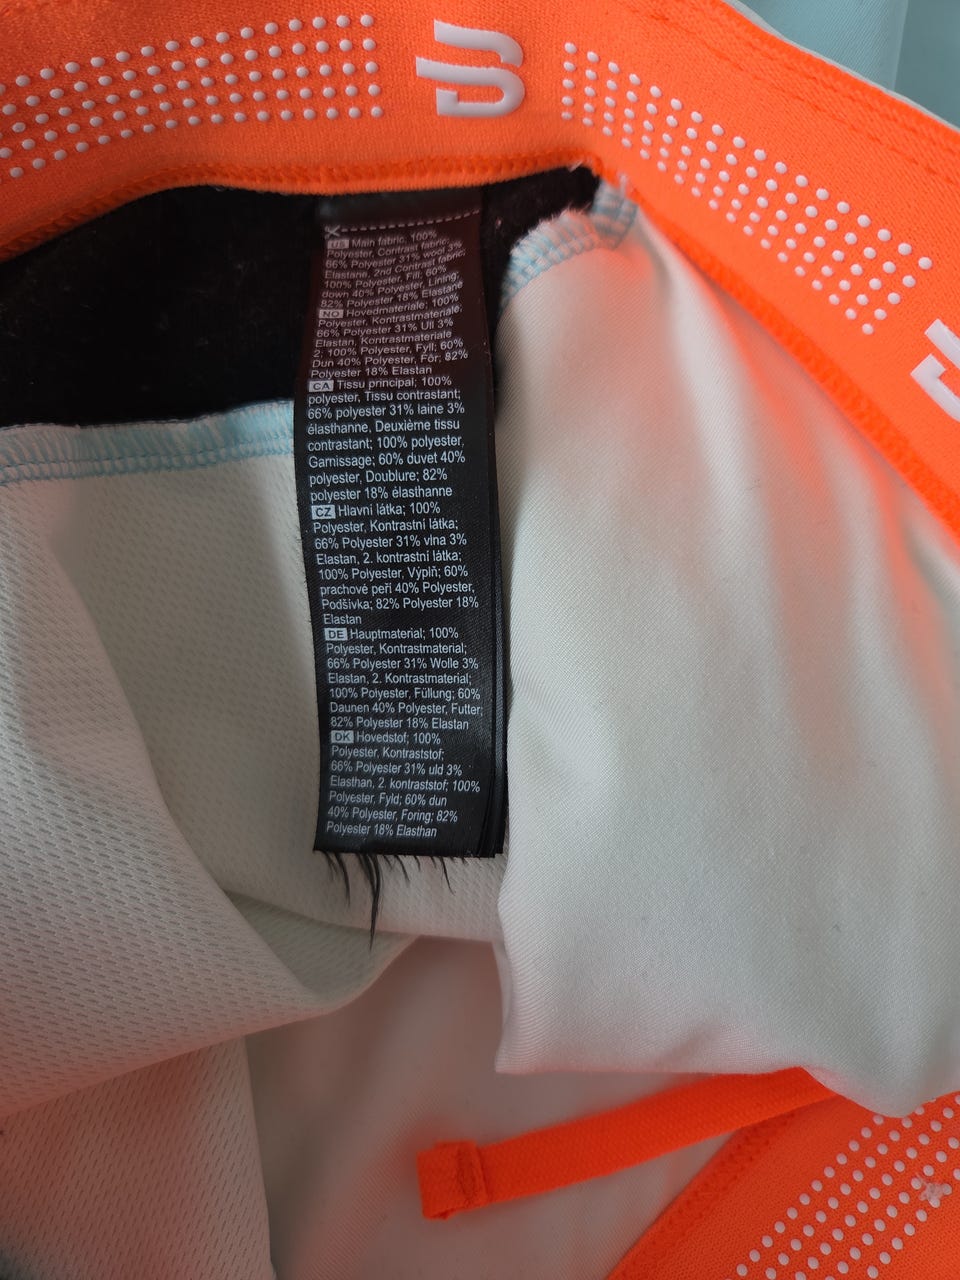 US Main fabric, 100%
Polyester, Contrast fabric,
66% Polyester 31% wool 3%
Elastane, 2nd Contrast fabric,
100% Polyester, Fill; 60%
down 40% Polyester, Lining;
82% Polyester 18% Elastane
NO Hovedmateriale, 100%
Polyester, Kontrastmateriale,
66% Polyester 31% Ull 3%
Elastan, Kontrastmateriale
2; 100% Polyester, Fyll; 60%
Dun 40% Polyester, Fôr; 82%
Polyester 18% Elastan
CA Tissu principal; 100%
polyester, Tissu contrastant;
66% polyester 31% laine 3%
élasthanne, Deuxième tissu
contrastant; 100% polyester,
Garnissage; 60% duvet 40%
polyester, Doublure; 82%
polyester 18% élasthanne
CZ Hlavní látka; 100%
Polyester, Kontrastní látka;
66% Polyester 31% vlna 3%
Elastan, 2. kontrastní látka;
100% Polyester, Výplň; 60%
prachové peří 40% Polyester,
Podšívka; 82% Polyester 18%
Elastan
DE Hauptmaterial; 100%
Polyester, Kontrastmaterial;
66% Polyester 31% Wolle 3%
Elastan, 2. Kontrastmaterial;
100% Polyester, Füllung; 60%
Daunen 40% Polyester, Futter;
82% Polyester 18% Elastan
DK Hovedstof; 100%
Polyester, Kontraststof;
66% Polyester 31% uld 3%
Elasthan, 2. kontraststof; 100%
Polyester, Fyld; 60% dun
40% Polyester, Foring; 82%
Polyester 18% Elasthan